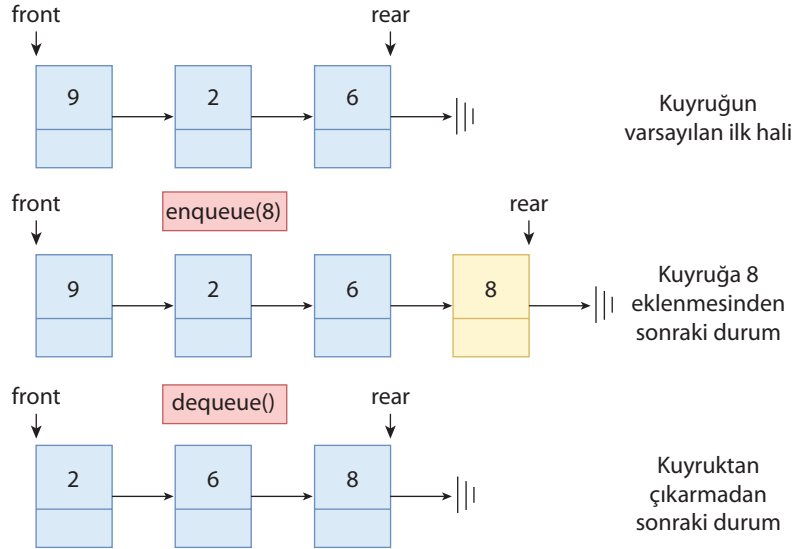 front
rear
9
2
6
Kuyruğun
varsayılan ilk hali
front
enqueue(8)
rear
9
2
6
8
Kuyruğa 8
eklenmesinden
sonraki durum
front
dequeue()
rear
2
6
8
Kuyruktan
çıkarmadan
sonraki durum